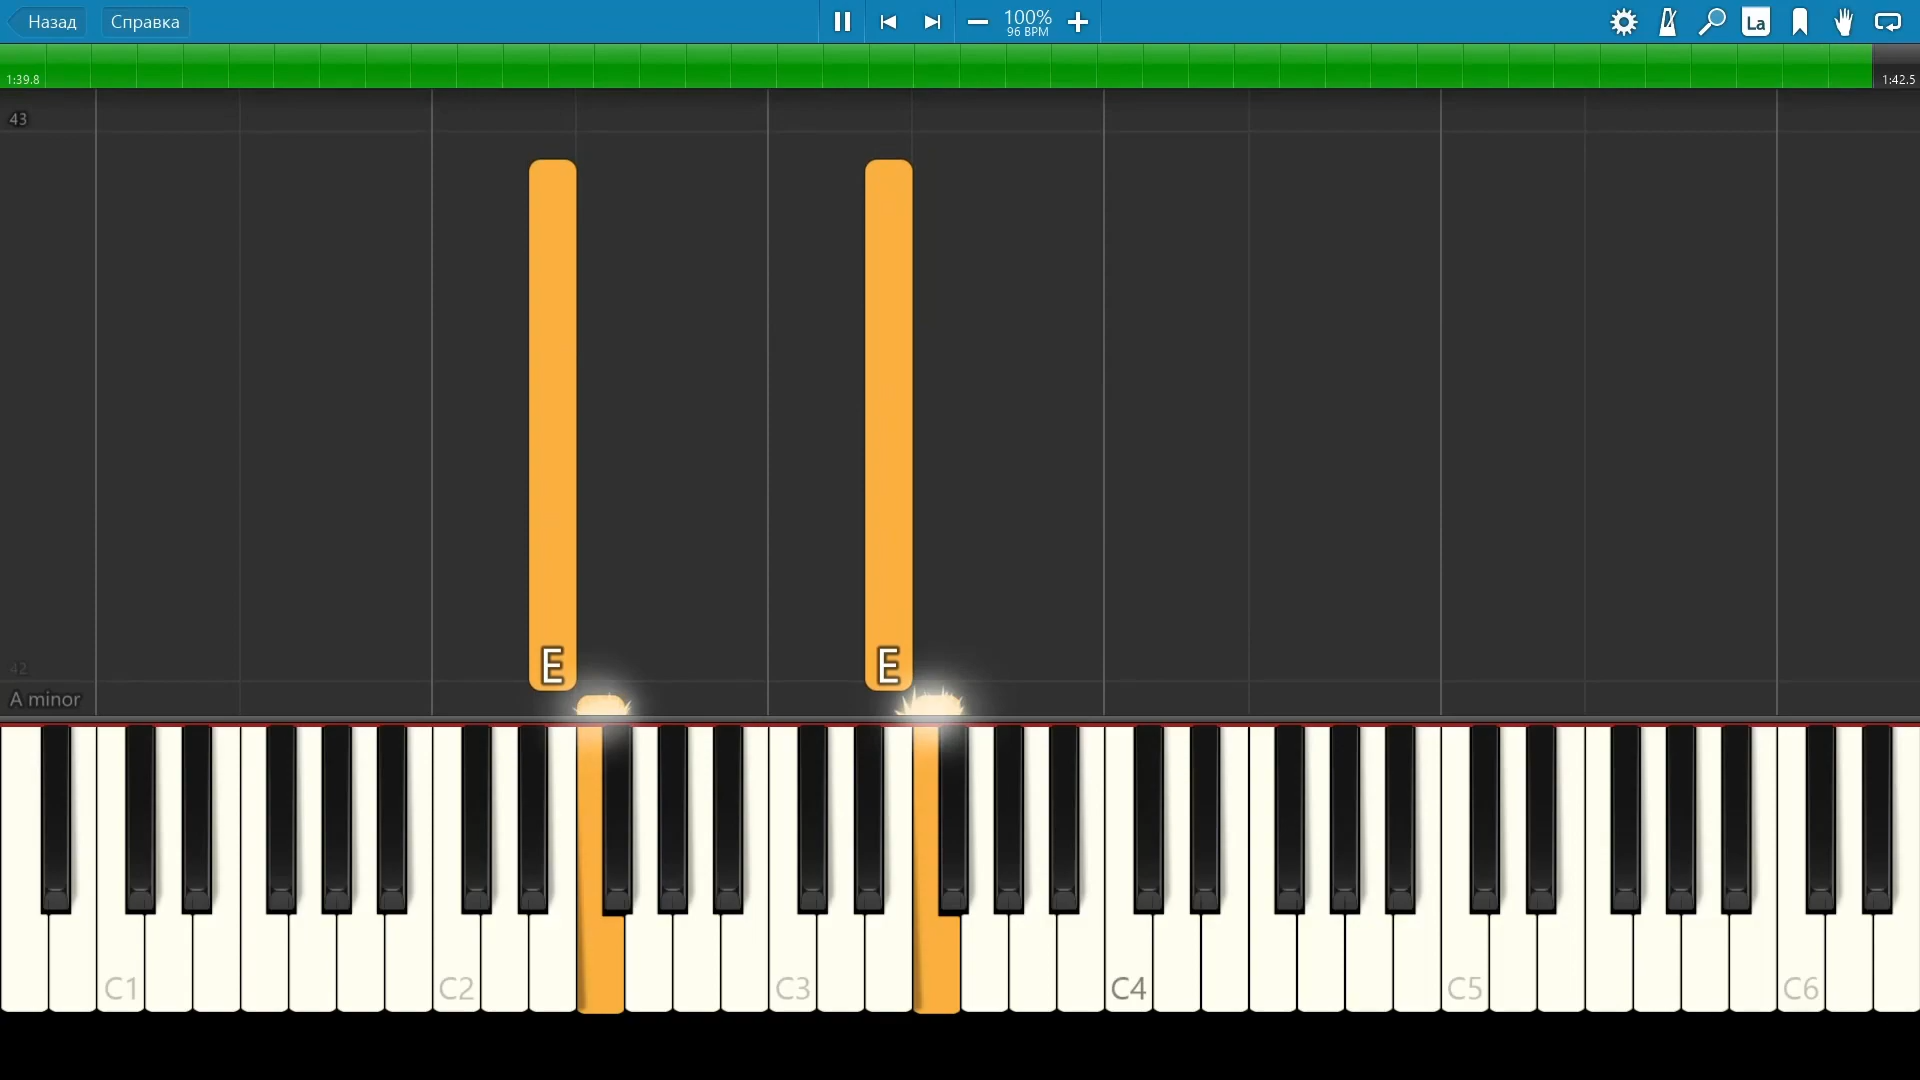 Назад
Справка
100%
96 BPM
La
1:39.8
1:42.5
43
E
E
42
A minor
C1
C2
C3
C4
C5
C6